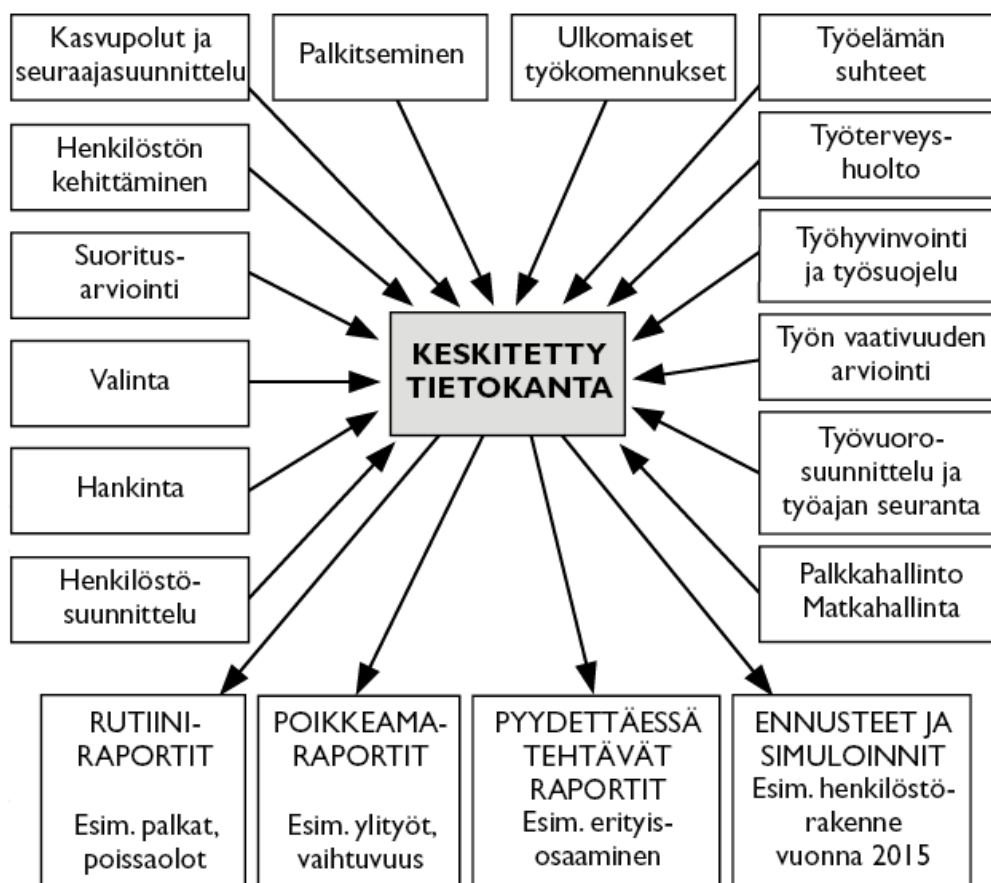 Kasvupolut ja
seuraajasuunnittelu
Palkitseminen
Ulkomaiset
työkomennukset
Työelämän
suhteet
Henkilöstön
kehittäminen
Työterveys-
huolto
Suoritus-
arviointi
Työhyvinvointi
ja työsuojelu
KESKITETTY
TIETOKANTA
Valinta
Työn vaativuuden
arviointi
Hankinta
Työvuoro-
suunnittelu ja
työajan seuranta
Henkilöstö-
suunnittelu
Palkkahallinto
Matkahallinta
RUTIINI-
RAPORTIT
Esim. palkat,
poissaolot
POIKKEAMA-
RAPORTIT
Esim. ylityöt,
vaihtuvuus
PYYDETTÄESSÄ
TEHTÄVÄT
RAPORTIT
Esim. erityis-
osaaminen
ENNUSTEET JA
SIMULOINNIT
Esim. henkilöstö-
rakenne
vuonna 2015